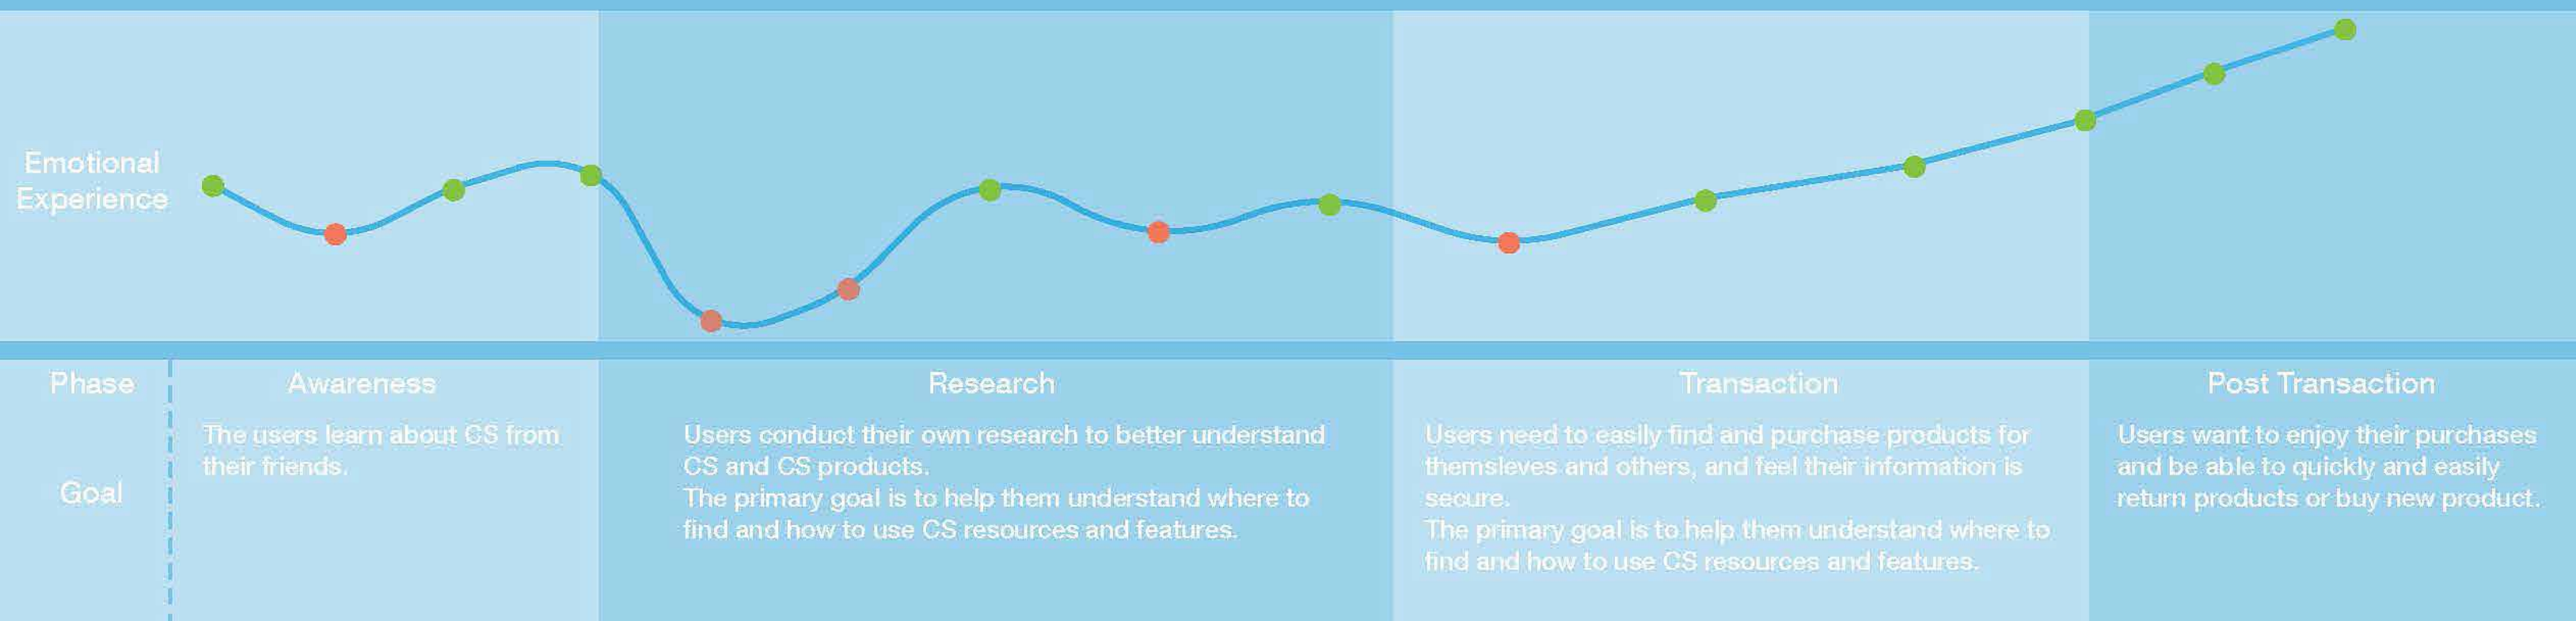 Emotional
Experience
Phase
Awareness
Research
Transaction
Post Transaction
Goal
The users learn about CS from
their friends.
Users conduct their own research to better understand
CS and CS products.
The primary goal is to help them understand where to
find and how to use CS resources and features.
Users need to easily find and purchase products for
themsleves and others, and feel their information is
secure.
The primary goal is to help them understand where to
find and how to use CS resources and features.
Users want to enjoy their purchases
and be able to quickly and easily
return products or buy new product.